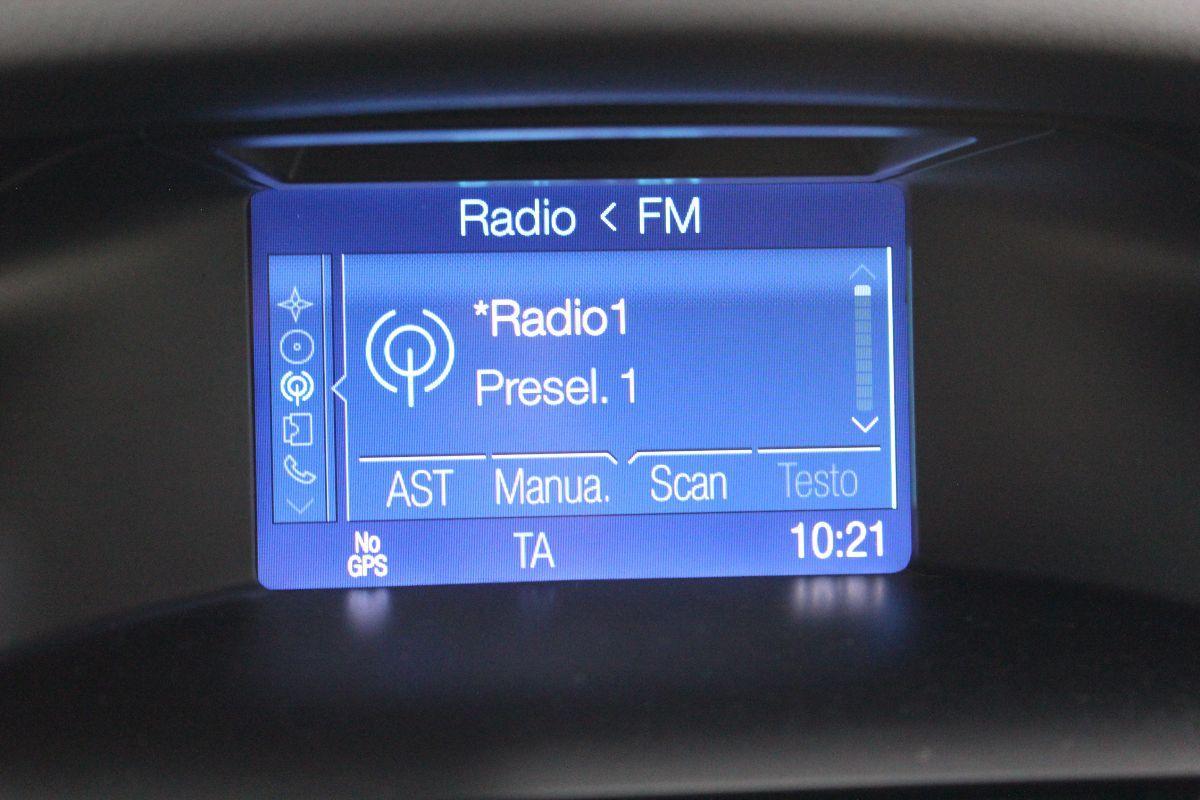 Radio < FM
*Radio1
Presel. 1
AST Manua. Scan Testo
No GPS TA 10:21